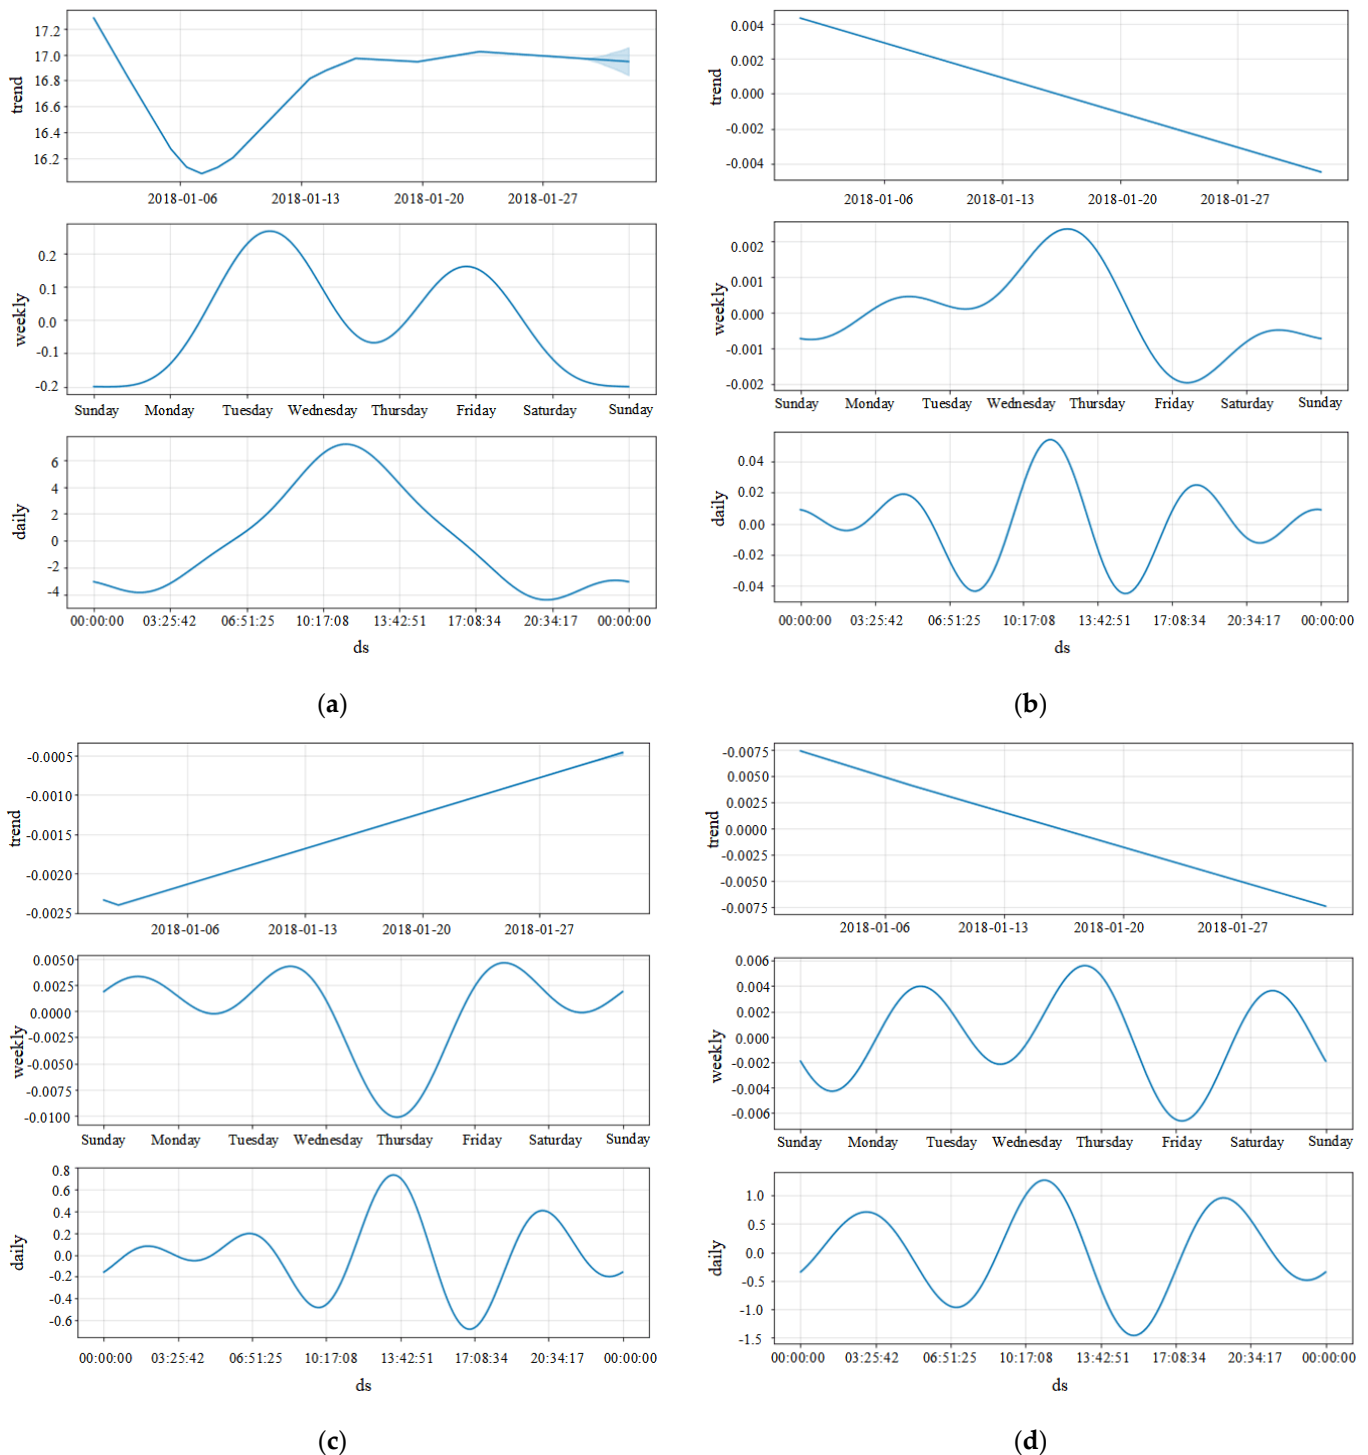 17.2
17.0
16.8
16.6
16.4
16.2
trend
2018-01-06 2018-01-13 2018-01-20 2018-01-27
0.2
0.1
0.0
-0.1
-0.2
weekly
Sunday Monday Tuesday Wednesday Thursday Friday Saturday Sunday
6
4
2
0
-2
-4
daily
00:00:00 03:25:42 06:51:25 10:17:08 13:42:51 17:08:34 20:34:17 00:00:00
ds
(a)
0.004
0.002
0.000
-0.002
-0.004
trend
2018-01-06 2018-01-13 2018-01-20 2018-01-27
0.002
0.001
0.000
-0.001
-0.002
weekly
Sunday Monday Tuesday Wednesday Thursday Friday Saturday Sunday
0.04
0.02
0.00
-0.02
-0.04
daily
00:00:00 03:25:42 06:51:25 10:17:08 13:42:51 17:08:34 20:34:17 00:00:00
ds
(b)
-0.0005
-0.0010
-0.0015
-0.0020
-0.0025
trend
2018-01-06 2018-01-13 2018-01-20 2018-01-27
0.0050
0.0025
0.0000
-0.0025
-0.0050
-0.0075
-0.0100
weekly
Sunday Monday Tuesday Wednesday Thursday Friday Saturday Sunday
0.8
0.6
0.4
0.2
0.0
-0.2
-0.4
-0.6
daily
00:00:00 03:25:42 06:51:25 10:17:08 13:42:51 17:08:34 20:34:17 00:00:00
ds
(c)
-0.0075
0.0050
0.0025
0.0000
-0.0025
-0.0050
-0.0075
trend
2018-01-06 2018-01-13 2018-01-20 2018-01-27
0.006
0.004
0.000
-0.002
-0.004
-0.006
weekly
Sunday Monday Tuesday Wednesday Thursday Friday Saturday Sunday
1.0
0.5
0.0
-0.5
-1.0
-1.5
daily
00:00:00 03:25:42 06:51:25 10:17:08 13:42:51 17:08:34 20:34:17 00:00:00
ds
(d)